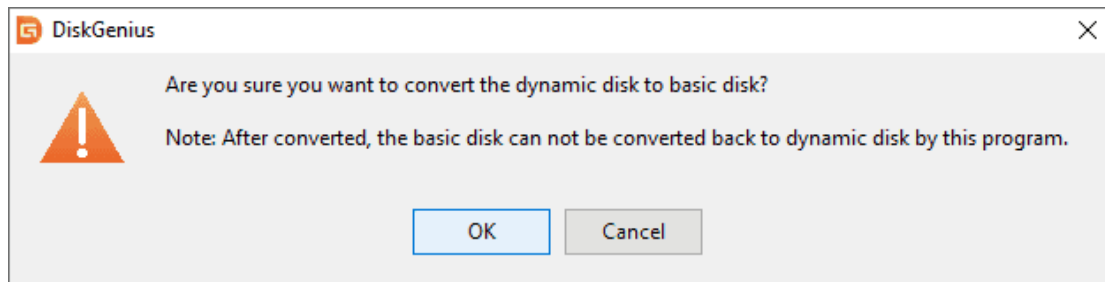 DiskGenius
Are you sure you want to convert the dynamic disk to basic disk?
Note: After converted, the basic disk can not be converted back to dynamic disk by this program.
OK
Cancel